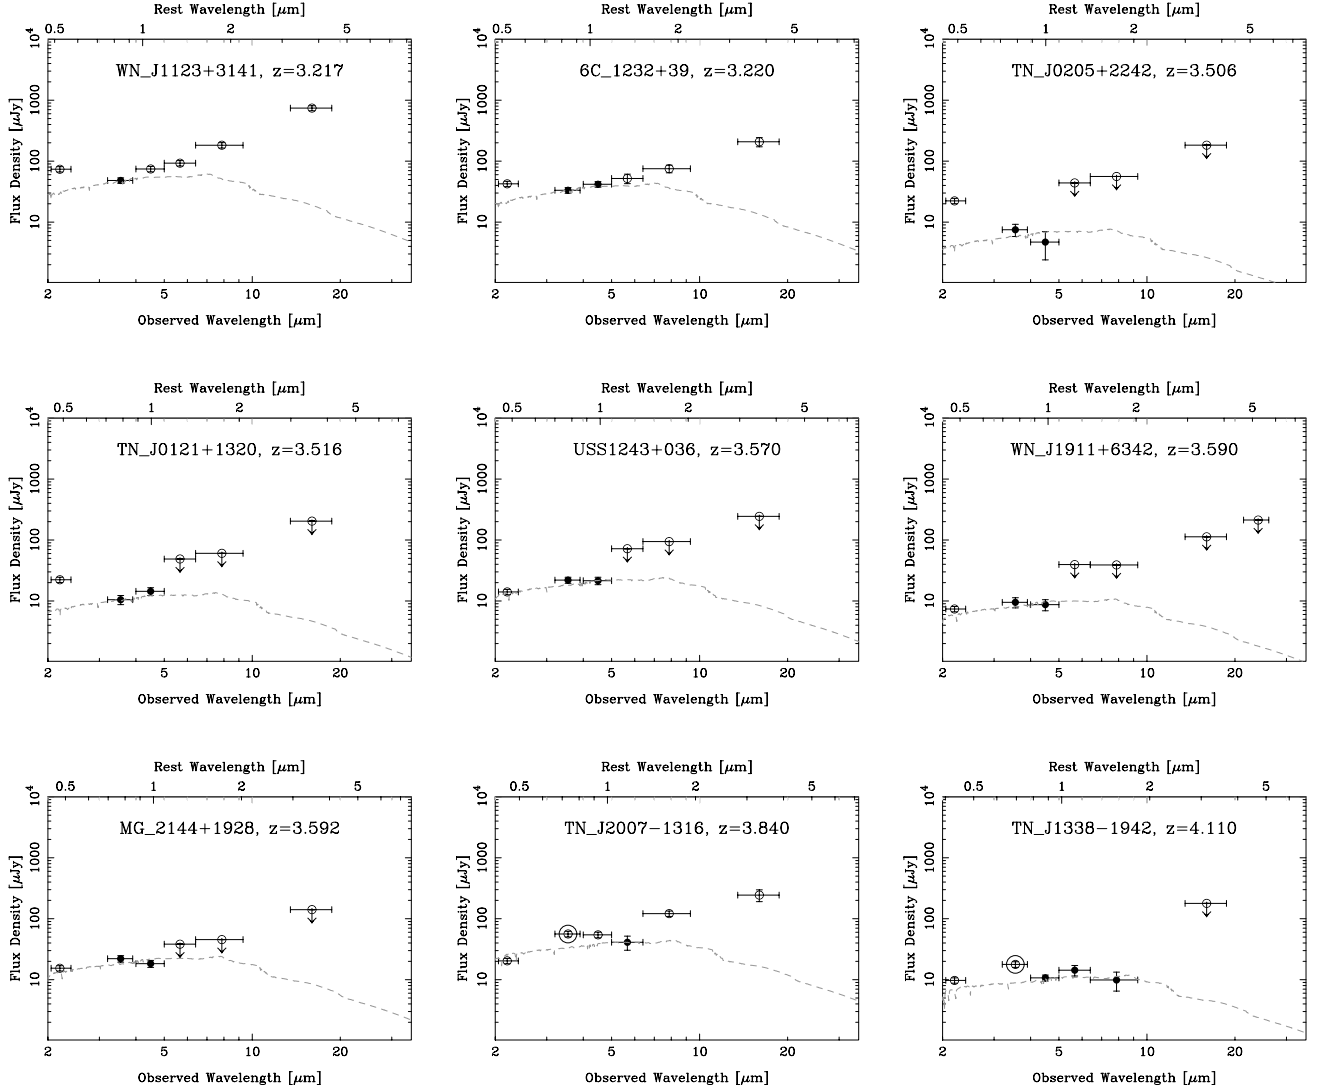 Rest Wavelength [μm] Rest Wavelength [μm] Rest Wavelength [μm]
0.5 1 2 5 0.5 1 2 5 0.5 1 2 5
WN_J1123+3141, z=3.217 6C_1232+39, z=3.220 TN_J0205+2242, z=3.506
Flux Density [μJy] Flux Density [μJy] Flux Density [μJy]
10 100 1000 10⁴ 10 100 1000 10⁴ 10 100 1000 10⁴
2 5 10 20 2 5 10 20 2 5 10 20
Observed Wavelength [μm] Observed Wavelength [μm] Observed Wavelength [μm]
Rest Wavelength [μm] Rest Wavelength [μm] Rest Wavelength [μm]
0.5 1 2 5 0.5 1 2 5 0.5 1 2 5
TN_J0121+1320, z=3.516 USS1243+036, z=3.570 WN_J1911+6342, z=3.590
Flux Density [μJy] Flux Density [μJy] Flux Density [μJy]
10 100 1000 10⁴ 10 100 1000 10⁴ 10 100 1000 10⁴
2 5 10 20 2 5 10 20 2 5 10 20
Observed Wavelength [μm] Observed Wavelength [μm] Observed Wavelength [μm]
Rest Wavelength [μm] Rest Wavelength [μm] Rest Wavelength [μm]
0.5 1 2 5 0.5 1 2 5 0.5 1 2 5
MG_2144+1928, z=3.592 TN_J2007−1316, z=3.840 TN_J1338−1942, z=4.110
Flux Density [μJy] Flux Density [μJy] Flux Density [μJy]
10 100 1000 10⁴ 10 100 1000 10⁴ 10 100 1000 10⁴
2 5 10 20 2 5 10 20 2 5 10 20
Observed Wavelength [μm] Observed Wavelength [μm] Observed Wavelength [μm]